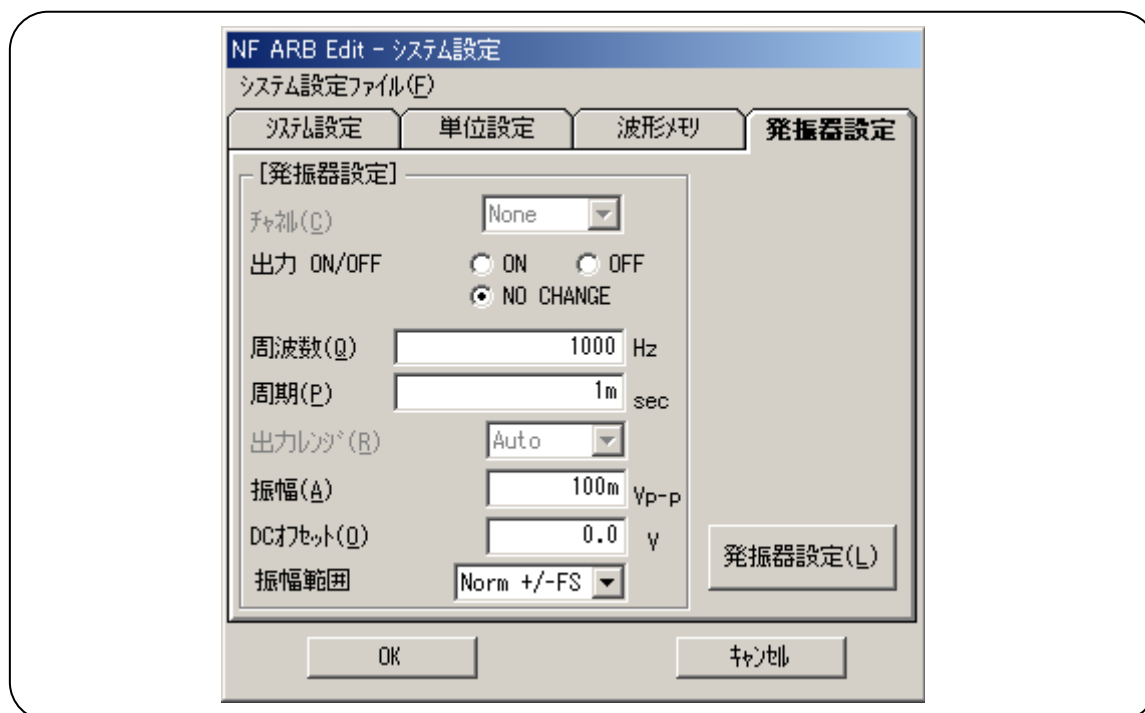 NF ARB Edit - システム設定
システム設定ファイル(F)
システム設定 単位設定 波形メモリ 発振器設定
[発振器設定]
チャネル(C) None
出力 ON/OFF ON OFF
NO CHANGE
周波数(Q) 1000 Hz
周期(P) 1m sec
出力レンジ(R) Auto
振幅(A) 100m Vp-p
DCオフセット(O) 0.0 V
振幅範囲 Norm +/-FS
発振器設定(L)
OK キャンセル